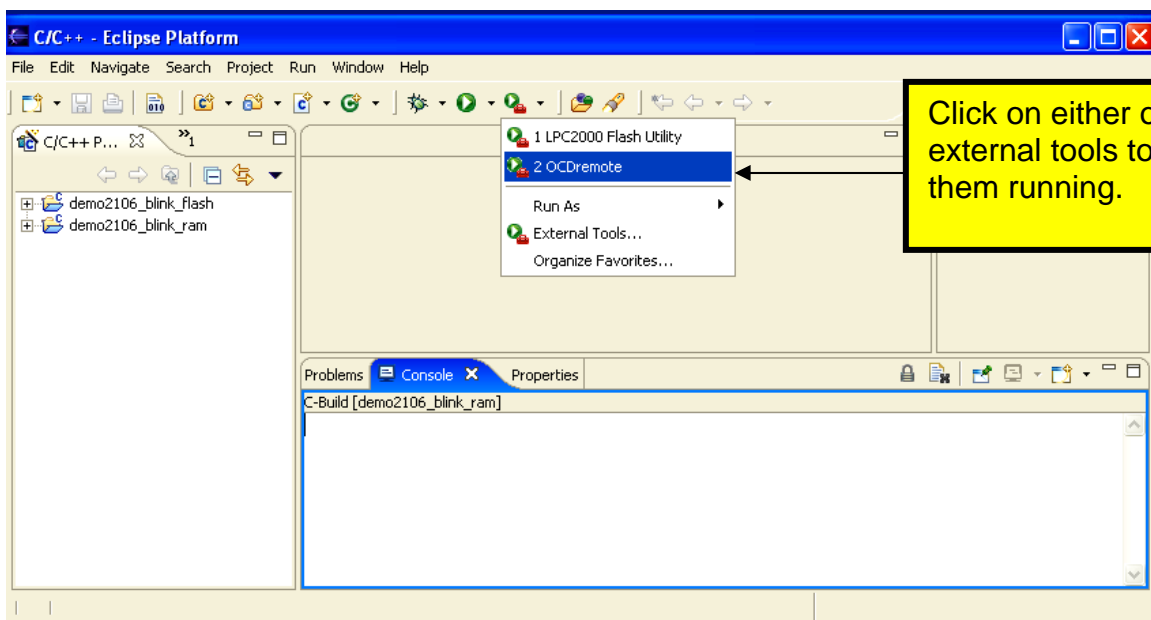 C/C++ - Eclipse Platform
File Edit Navigate Search Project Run Window Help
C/C++ P...
»1
demo2106_blink_flash
demo2106_blink_ram
1 LPC2000 Flash Utility
2 OCDremote
Run As
External Tools...
Organize Favorites...
Click on either
external tools to
them running.
Problems Console Properties
C-Build [demo2106_blink_ram]